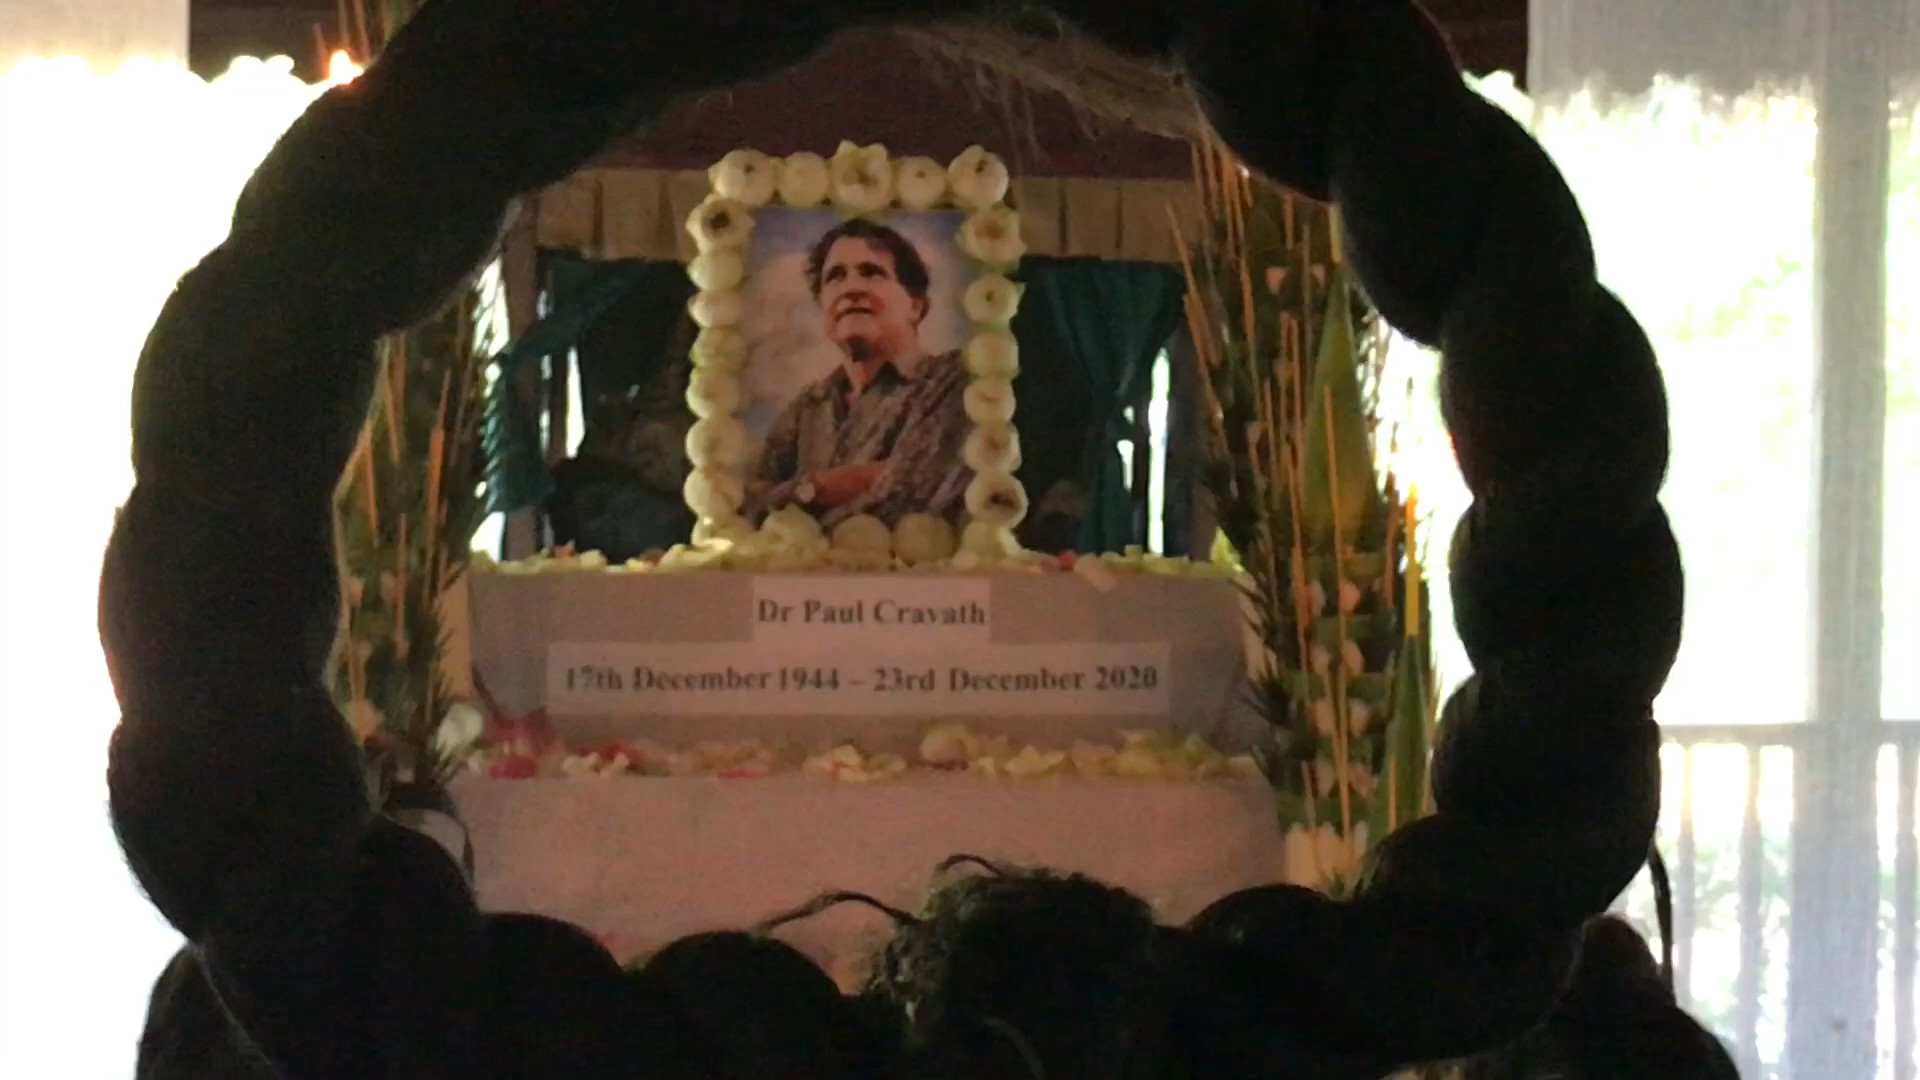 Dr Paul Cravath
17th December 1944 – 23rd December 2020